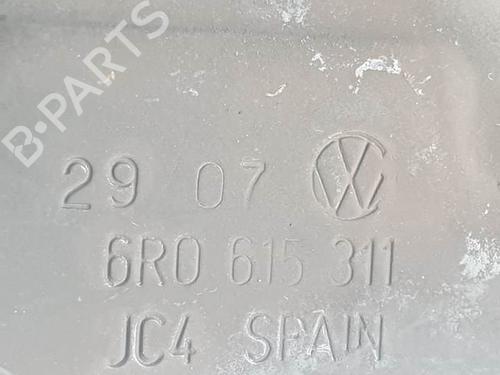 B-PARTS
29 07 VW
6R0 615 311
JC4 SPAIN